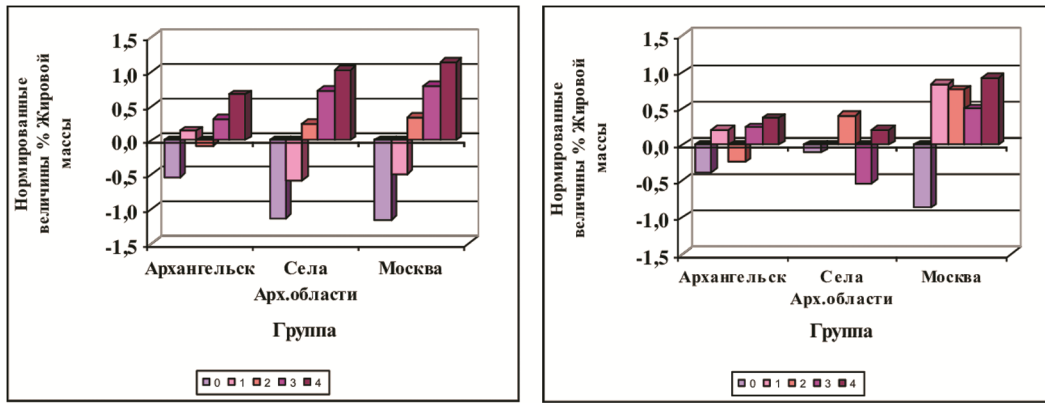 1,5
1,0
0,5
0,0
-0,5
-1,0
-1,5
Нормированные
величины % Жировой
массы
Архангельск Села Москва
Арх.области
Группа
0 1 2 3 4
1,5
1,0
0,5
0,0
-0,5
-1,0
-1,5
Нормированные
величины % Жировой
массы
Архангельск Села Москва
Арх.области
Группа
0 1 2 3 4